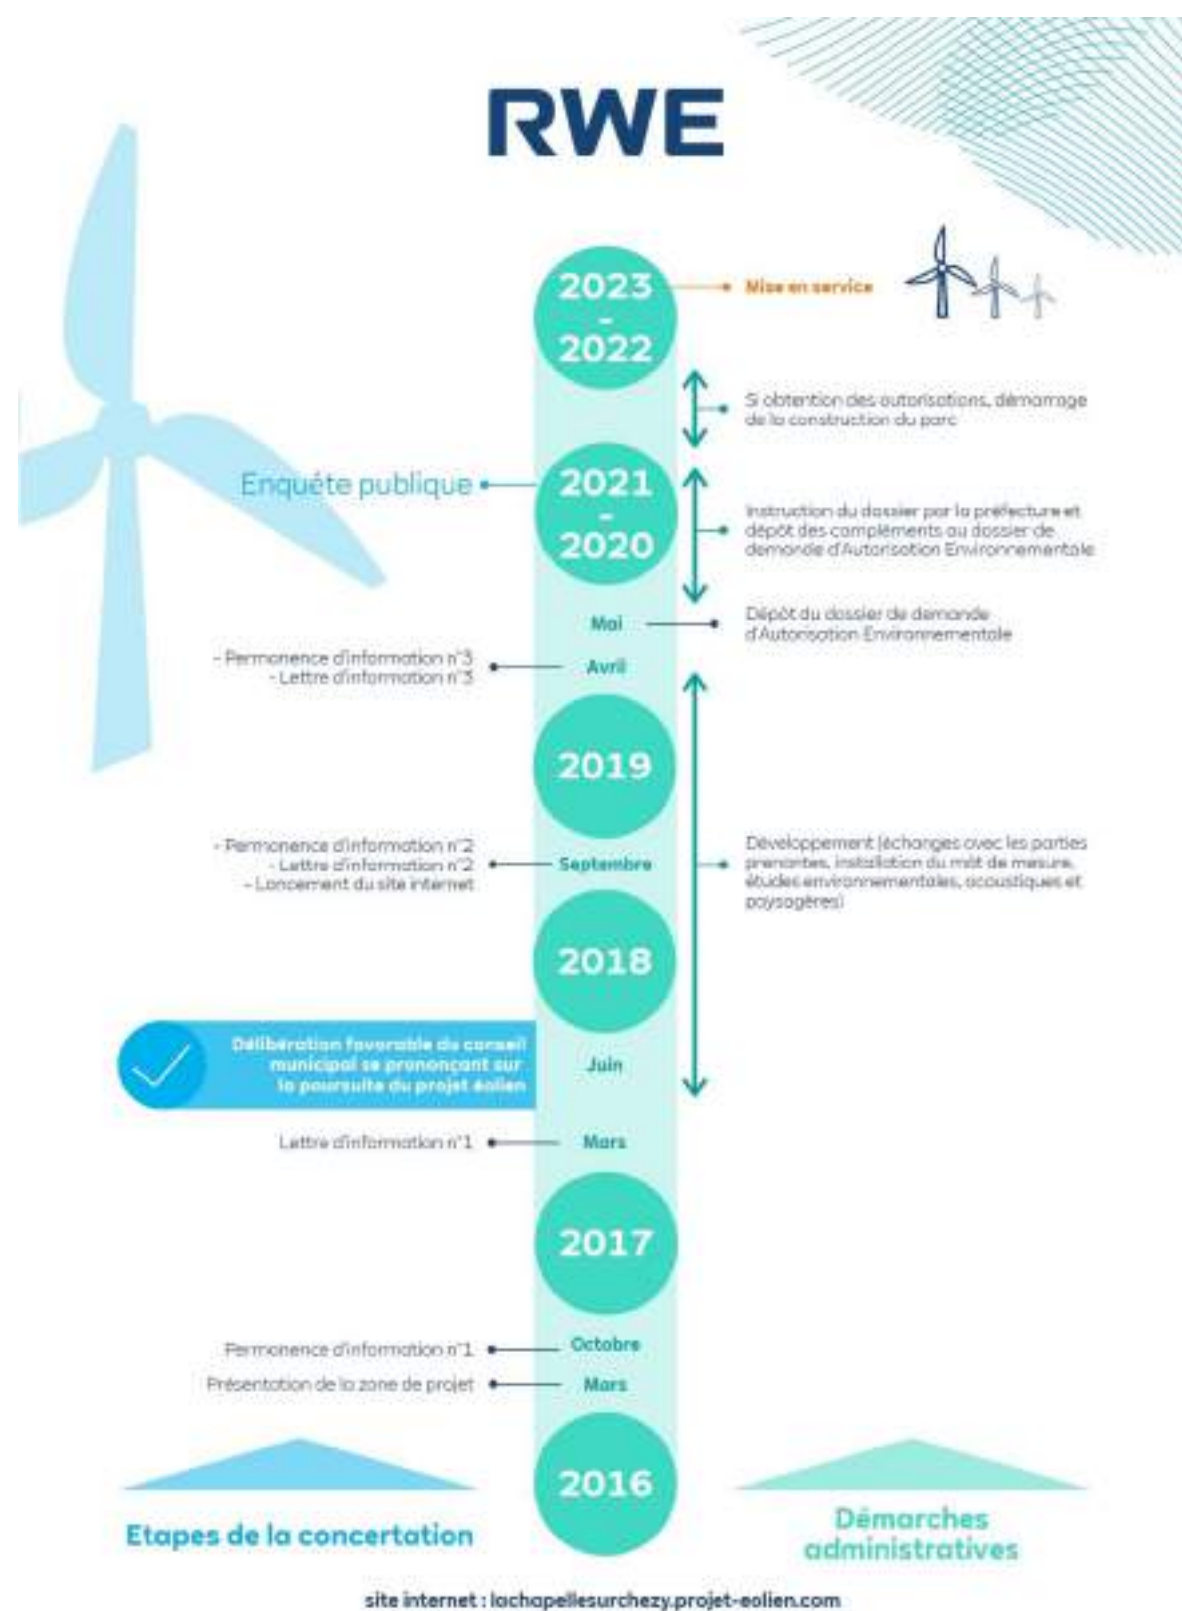 RWE
2023
-
2022
Mise en service
Si obtention des autorisations, démarrage
de la construction du parc
Enquête publique
2021
-
2020
Instruction du dossier par la préfecture et
dépôt des compléments au dossier de
demande d'Autorisation Environnementale
Mai
Dépôt du dossier de demande
d'Autorisation Environnementale
- Permanence d'information n°3
- Lettre d'information n°3
Avril
2019
- Permanence d'information n°2
- Lettre d'information n°2
- Lancement du site internet
Septembre
Développement (échanges avec les parties
prenantes, installation du mât de mesure,
études environnementales, acoustiques et
paysagères)
2018
Délibération favorable du conseil
municipal se prononçant sur
la poursuite du projet éolien
Juin
Lettre d'information n°1
Mars
2017
Permanence d'information n°1
Octobre
Présentation de la zone de projet
Mars
2016
Etapes de la concertation
Démarches
administratives
site internet : lachapellesurchezy.projet-eolien.com